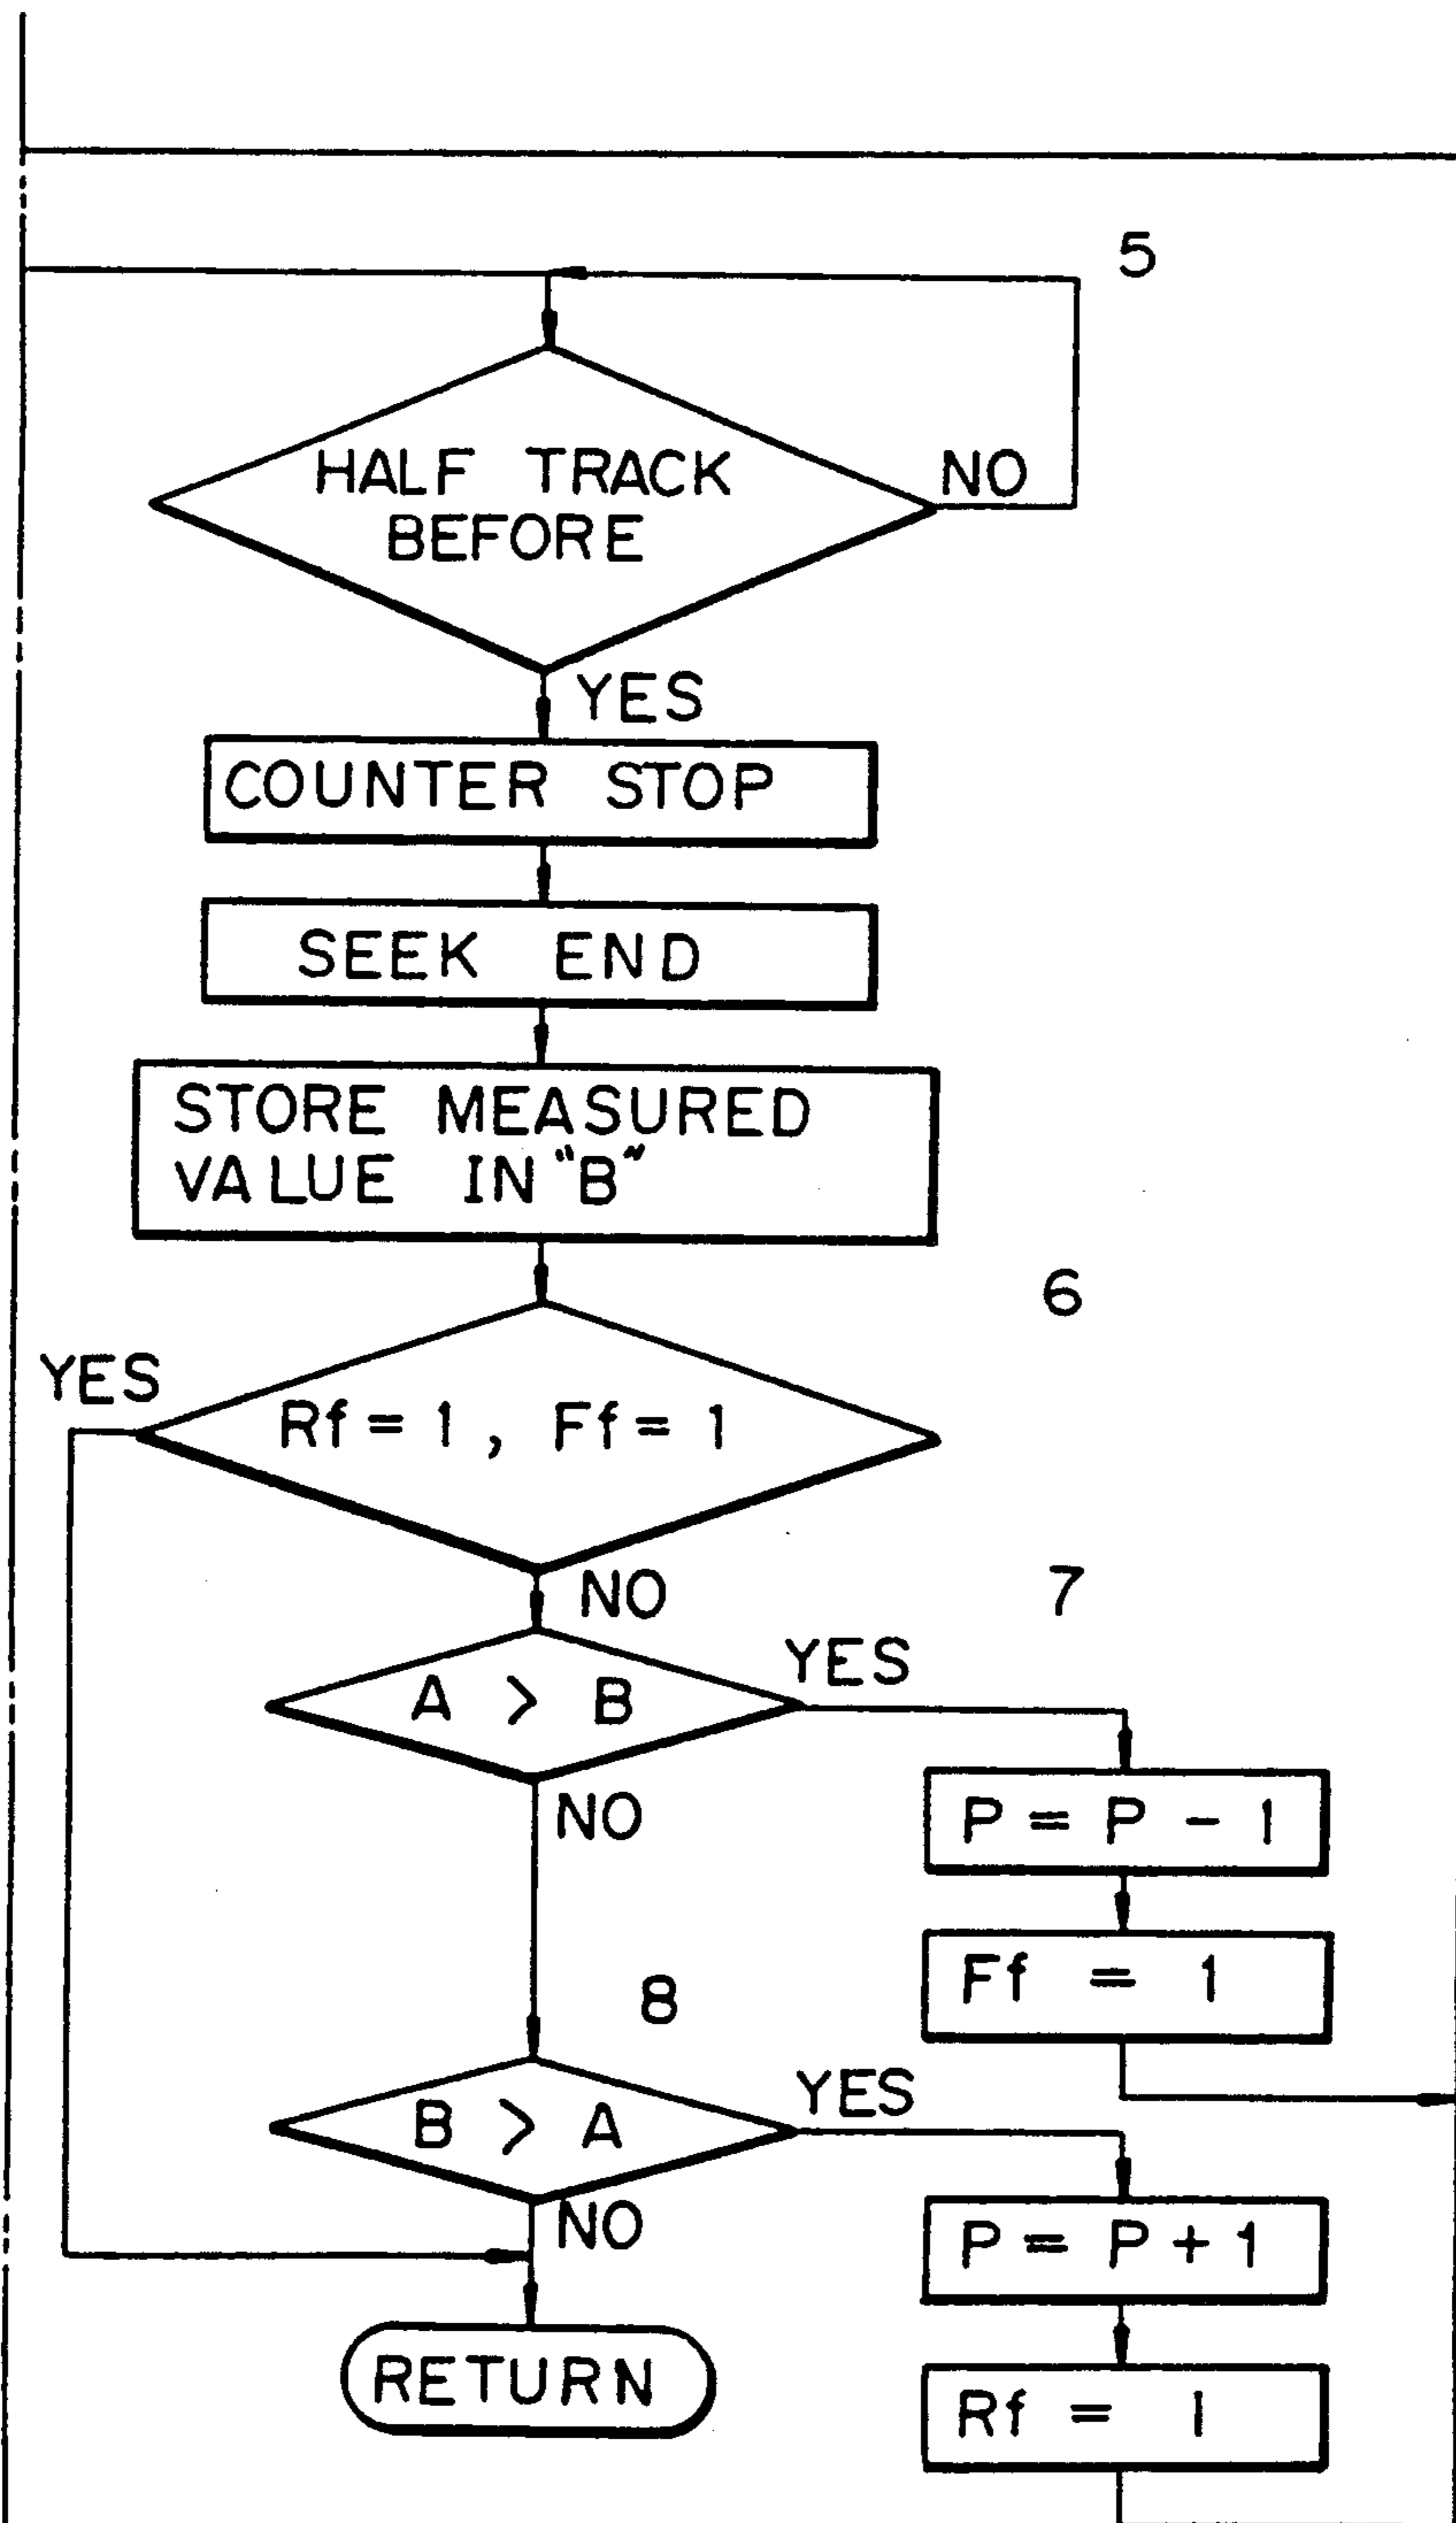 5
HALF TRACK
BEFORE
NO
YES
COUNTER STOP
SEEK END
STORE MEASURED
VALUE IN "B"
6
YES
Rf = 1 , Ff = 1
NO
7
A > B
YES
NO
P = P - 1
Ff = 1
8
B > A
YES
NO
P = P + 1
RETURN
Rf = 1